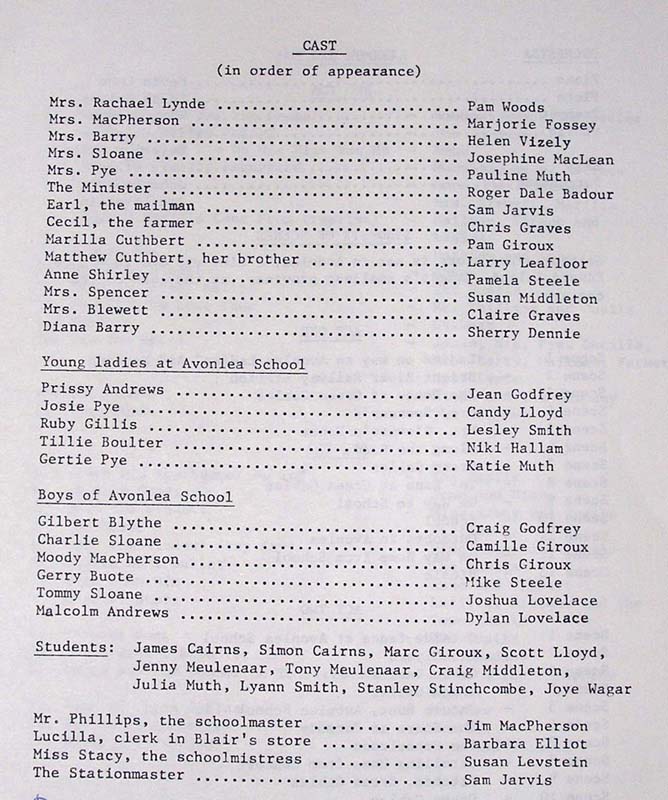 CAST
(in order of appearance)
Mrs. Rachael Lynde .............................. Pam Woods
Mrs. MacPherson .................................. Marjorie Fossey
Mrs. Barry ....................................... Helen Vizely
Mrs. Sloane ...................................... Josephine MacLean
Mrs. Pye ......................................... Pauline Muth
The Minister ..................................... Roger Dale Badour
Earl, the mailman ................................ Sam Jarvis
Cecil, the farmer ................................ Chris Graves
Marilla Cuthbert ................................. Pam Giroux
Matthew Cuthbert, her brother .................... Larry Leafloor
Anne Shirley ..................................... Pamela Steele
Mrs. Spencer ..................................... Susan Middleton
Mrs. Blewett ..................................... Claire Graves
Diana Barry ...................................... Sherry Dennie
Young ladies at Avonlea School
Prissy Andrews ................................... Jean Godfrey
Josie Pye ........................................ Candy Lloyd
Ruby Gillis ...................................... Lesley Smith
Tillie Boulter ................................... Niki Hallam
Gertie Pye ....................................... Katie Muth
Boys of Avonlea School
Gilbert Blythe ................................... Craig Godfrey
Charlie Sloane ................................... Camille Giroux
Moody MacPherson ................................. Chris Giroux
Gerry Buote ...................................... Mike Steele
Tommy Sloane ..................................... Joshua Lovelace
Malcolm Andrews .................................. Dylan Lovelace
Students: James Cairns, Simon Cairns, Marc Giroux, Scott Lloyd,
Jenny Meulenaar, Tony Meulenaar, Craig Middleton,
Julia Muth, Lyann Smith, Stanley Stinchcombe, Joye Wagar
Mr. Phillips, the schoolmaster ................... Jim MacPherson
Lucilla, clerk in Blair's store .................. Barbara Elliot
Miss Stacy, the schoolmistress ................... Susan Levstein
The Stationmaster ................................ Sam Jarvis